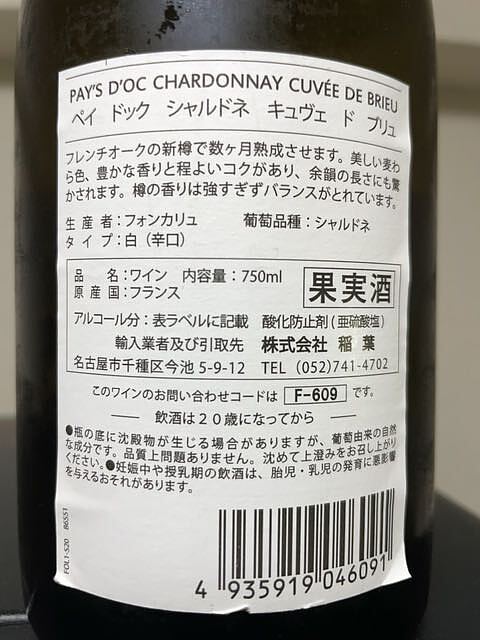 PAY'S D'OC CHARDONNAY CUVÉE DE BRIEU
ペイ ドック シャルドネ キュヴェ ド ブリュ
フレンチオークの新樽で数ヶ月熟成させます。美しい麦わ
ら色、豊かな香りと程よいコクがあり、余韻の長さにも驚
かされます。樽の香りは強すぎずバランスがとれています。
生産者:フォンカリュ 葡萄品種:シャルドネ
タイプ:白(辛口)
品名:ワイン 内容量:750ml
原産国:フランス
果実酒
アルコール分:表ラベルに記載 酸化防止剤(亜硫酸塩)
輸入業者及び引取先 株式会社 稲葉
名古屋市千種区今池 5-9-12 TEL (052)741-4702
このワインのお問い合わせコードは F-609 です。
飲酒は20歳になってから
●瓶の底に沈殿物が生じる場合がありますが、葡萄由来の自然
な成分です。品質上問題ありません。沈めて上澄みをお召し上がり
ください。●妊娠中や授乳期の飲酒は、胎児・乳児の発育に悪影響
を与えるおそれがあります。
FOL1-S20 B6551
4 935919 046091